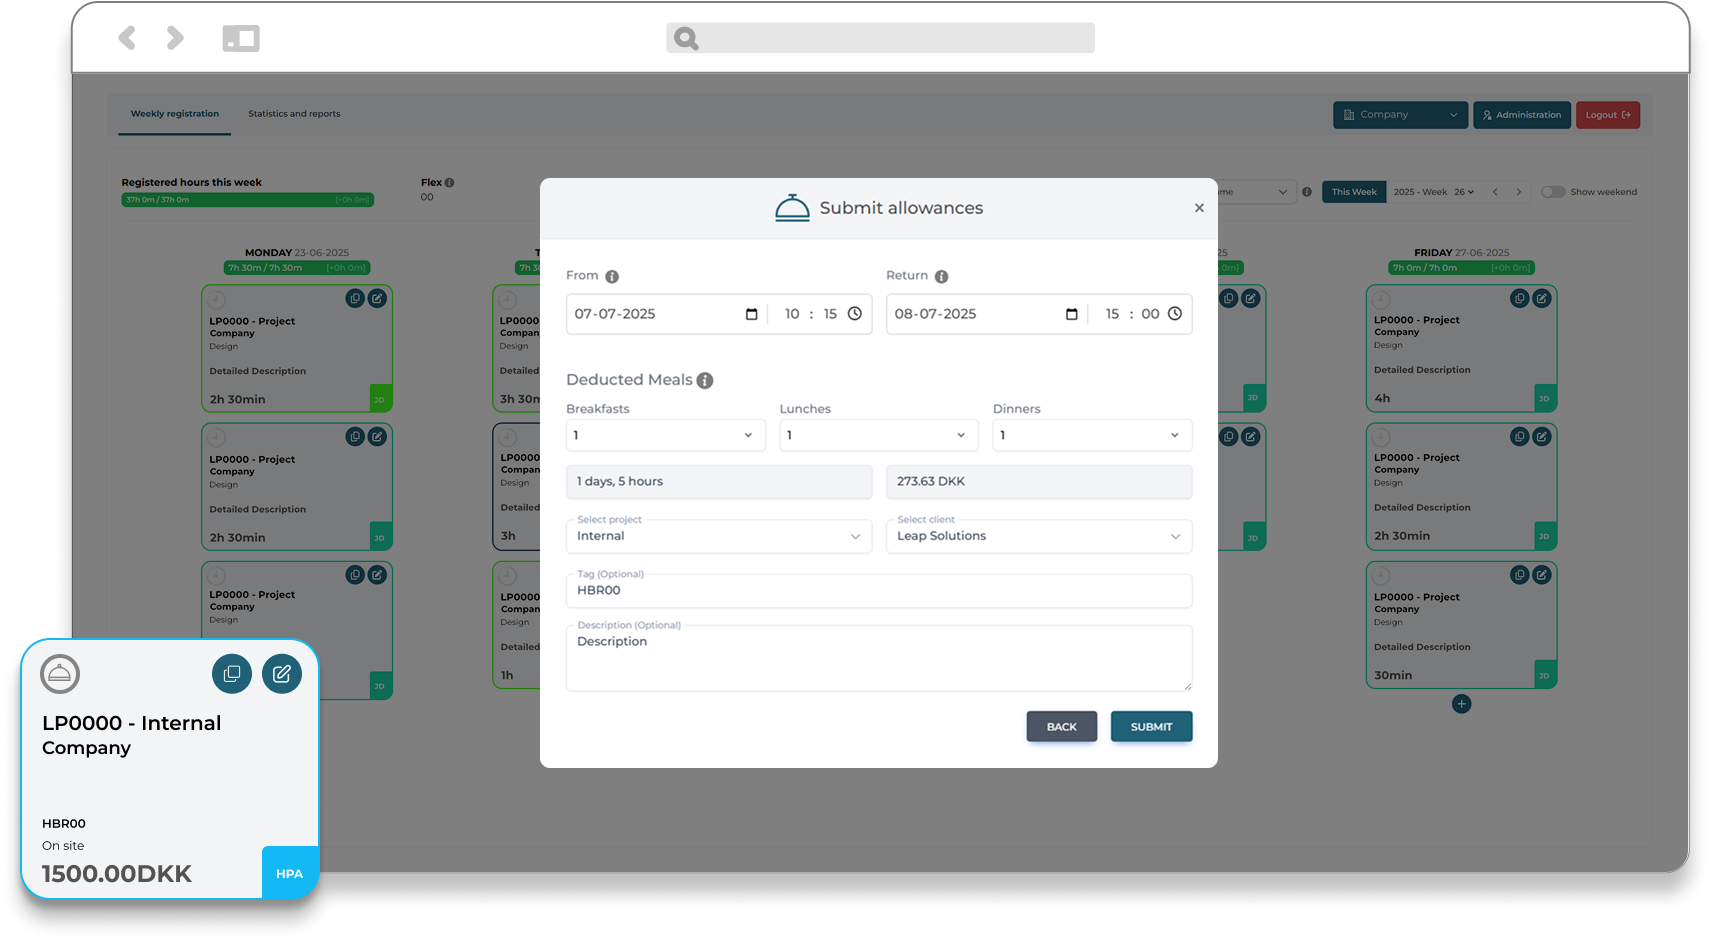 Weekly registration
Statistics and reports
Company
Administration
Logout
Registered hours this week
37h 0m / 37h 0m [+0h 0m]
Flex
00
This Week
2025 - Week 26
Show weekend
MONDAY 23-06-2025
7h 30m / 7h 30m [+0h 0m]
LP0000 - Project
Company
Design
Detailed Description
2h 30min
JD
LP0000 - Project
Company
Design
Detailed Description
2h 30min
JD
LP0000 - Project
Company
Design
JD
LP0000
Design
Detailed
JD
LP0000
Design
Detailed
3h
JD
LP0000
Design
Detailed
1h
FRIDAY 27-06-2025
7h 0m / 7h 0m [+0h 0m]
LP0000 - Project
Company
Design
Detailed Description
4h
JD
LP0000 - Project
Company
Design
Detailed Description
2h 30min
JD
LP0000 - Project
Company
Design
Detailed Description
30min
JD
Submit allowances
From
Return
07-07-2025 10 : 15
08-07-2025 15 : 00
Deducted Meals
Breakfasts
Lunches
Dinners
1
1
1
1 days, 5 hours
273.63 DKK
Select project
Internal
Select client
Leap Solutions
Tag (Optional)
HBR00
Description (Optional)
Description
BACK
SUBMIT
LP0000 - Internal
Company
HBR00
On site
1500.00DKK
HPA